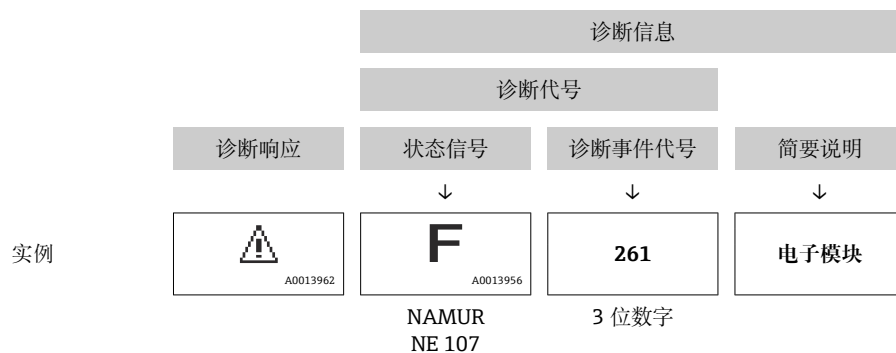 诊断信息
诊断代号
诊断响应 状态信号 诊断事件代号 简要说明
↓ ↓ ↓
实例 A0013962 F A0013956 261 电子模块
NAMUR 3 位数字
NE 107